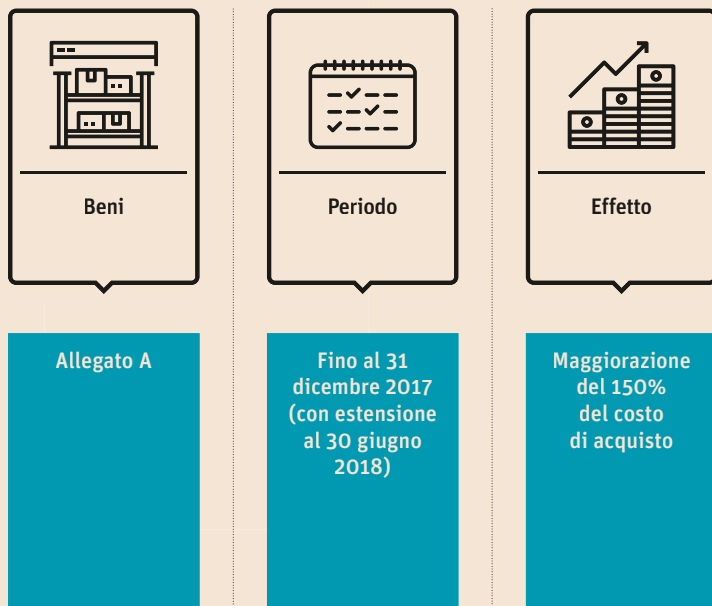 Beni
Periodo
Effetto
Allegato A
Fino al 31
dicembre 2017
(con estensione
al 30 giugno
2018)
Maggiorazione
del 150%
del costo
di acquisto